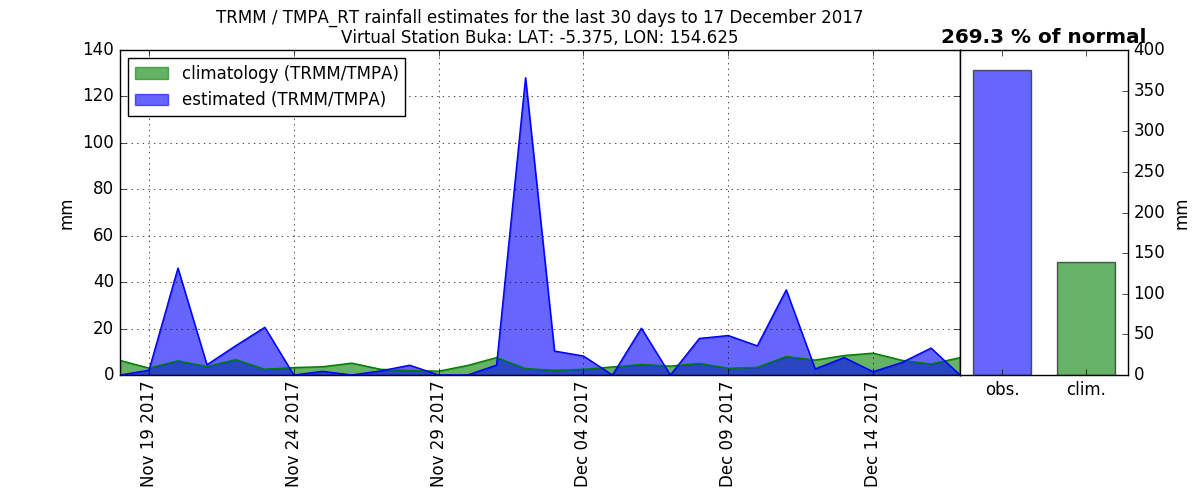 TRMM / TMPA_RT rainfall estimates for the last 30 days to 17 December 2017
Virtual Station Buka: LAT: -5.375, LON: 154.625
269.3 % of normal
climatology (TRMM/TMPA)
estimated (TRMM/TMPA)
mm
140
120
100
80
60
40
20
0
Nov 19 2017
Nov 24 2017
Nov 29 2017
Dec 04 2017
Dec 09 2017
Dec 14 2017
obs.
clim.
400
350
300
250
200
150
100
50
0
mm